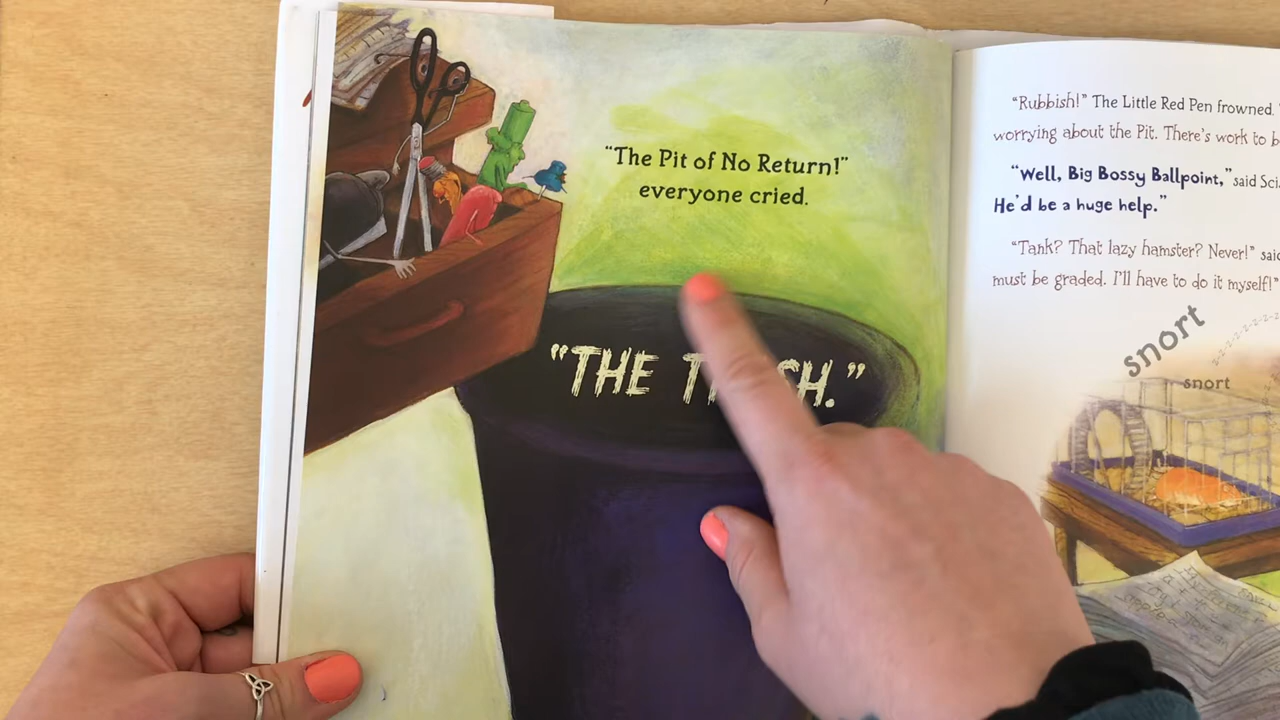 "The Pit of No Return!"
everyone cried.
"THE TRASH."
"Rubbish!" The Little Red Pen frowned.
worrying about the Pit. There's work to
"Well, Big Bossy Ballpoint," said
He'd be a huge help."
"Tank? That lazy hamster? Never!"
must be graded. I'll have to do it myself!"
snort
snort